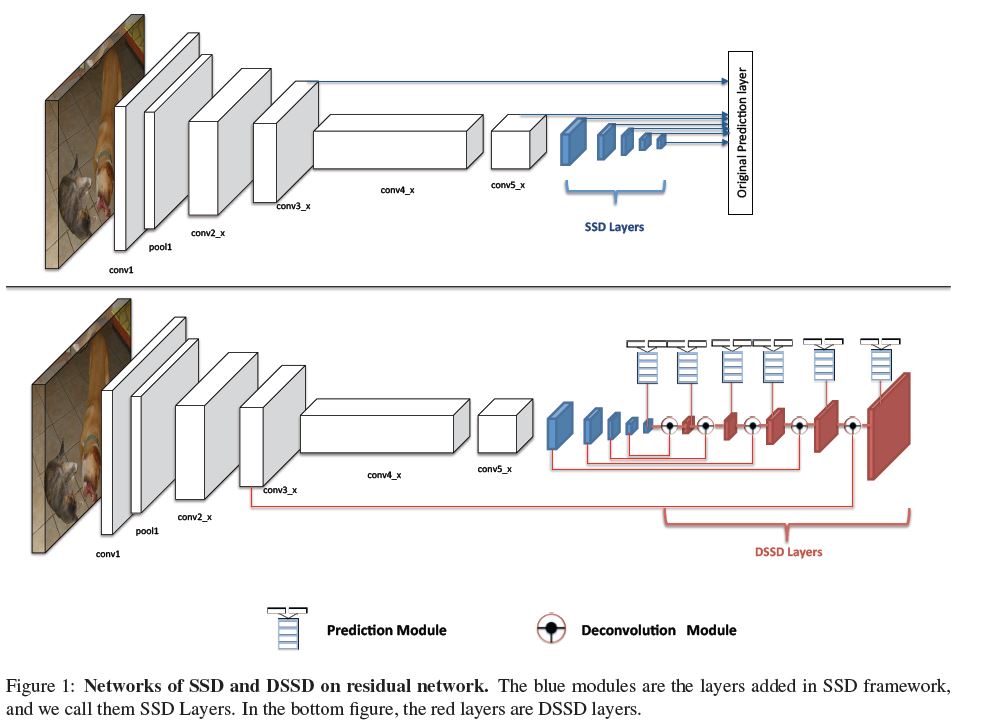 Original Prediction layer
conv4_x
conv5_x
conv3_x
conv2_x
pool1
conv1
SSD Layers
conv4_x
conv5_x
conv3_x
conv2_x
pool1
conv1
DSSD Layers
Prediction Module
Deconvolution Module
Figure 1: Networks of SSD and DSSD on residual network. The blue modules are the layers added in SSD framework,
and we call them SSD Layers. In the bottom figure, the red layers are DSSD layers.